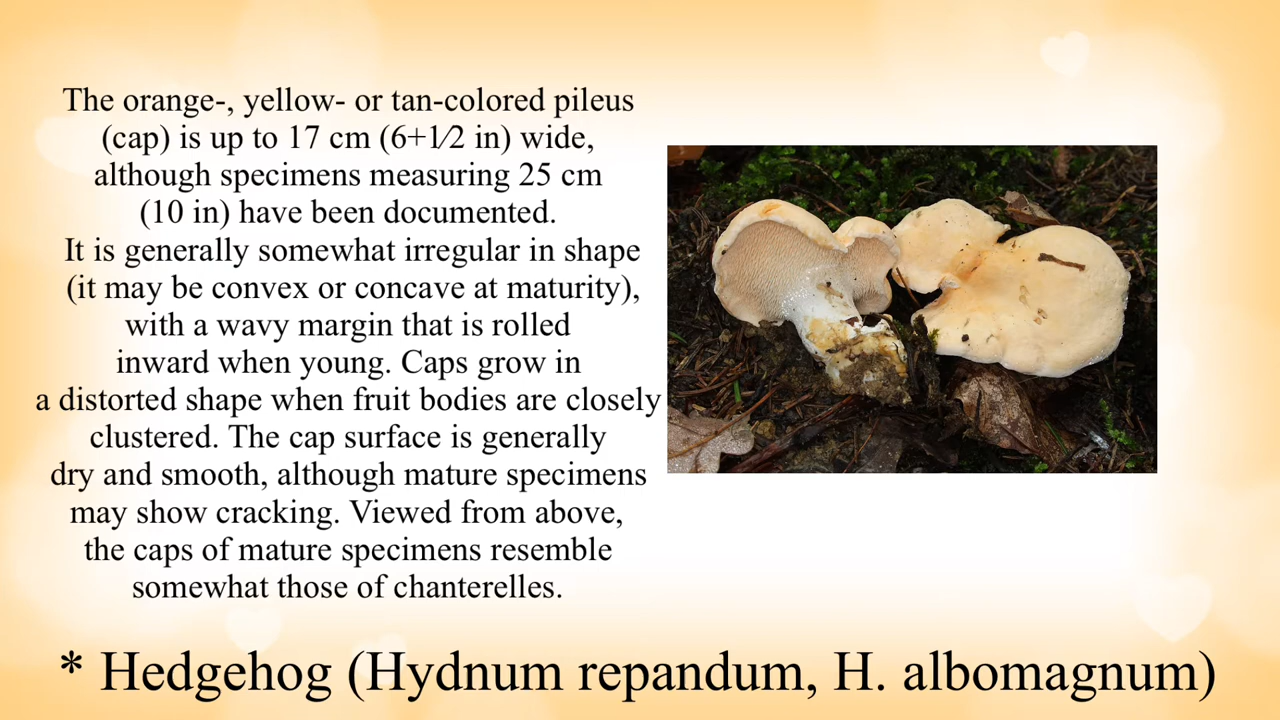 The orange-, yellow- or tan-colored pileus
(cap) is up to 17 cm (6+1⁄2 in) wide,
although specimens measuring 25 cm
(10 in) have been documented.
It is generally somewhat irregular in shape
(it may be convex or concave at maturity),
with a wavy margin that is rolled
inward when young. Caps grow in
a distorted shape when fruit bodies are closely
clustered. The cap surface is generally
dry and smooth, although mature specimens
may show cracking. Viewed from above,
the caps of mature specimens resemble
somewhat those of chanterelles.
* Hedgehog (Hydnum repandum, H. albomagnum)